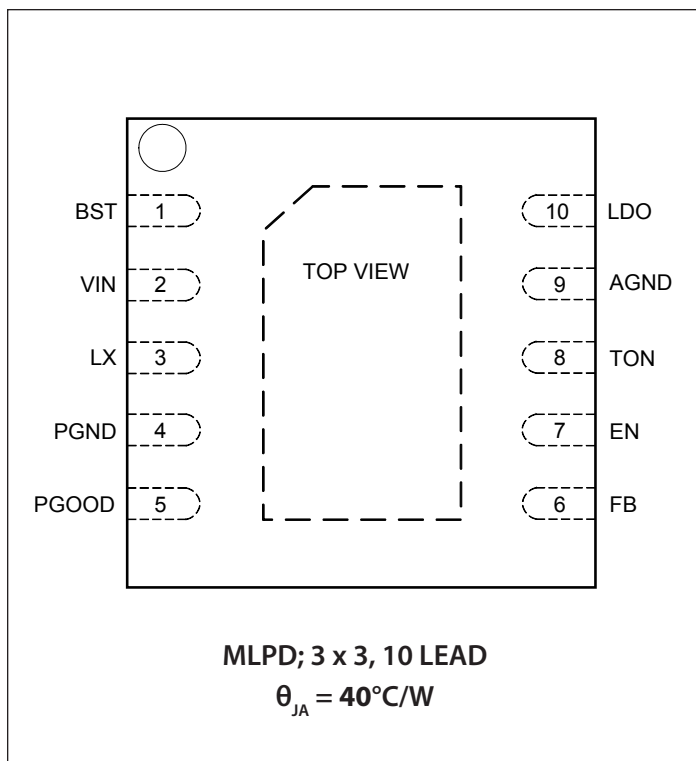 BST 1 10 LDO
VIN 2 TOP VIEW 9 AGND
LX 3 8 TON
PGND 4 7 EN
PGOOD 5 6 FB
MLPD; 3 x 3, 10 LEAD
θJA = 40°C/W